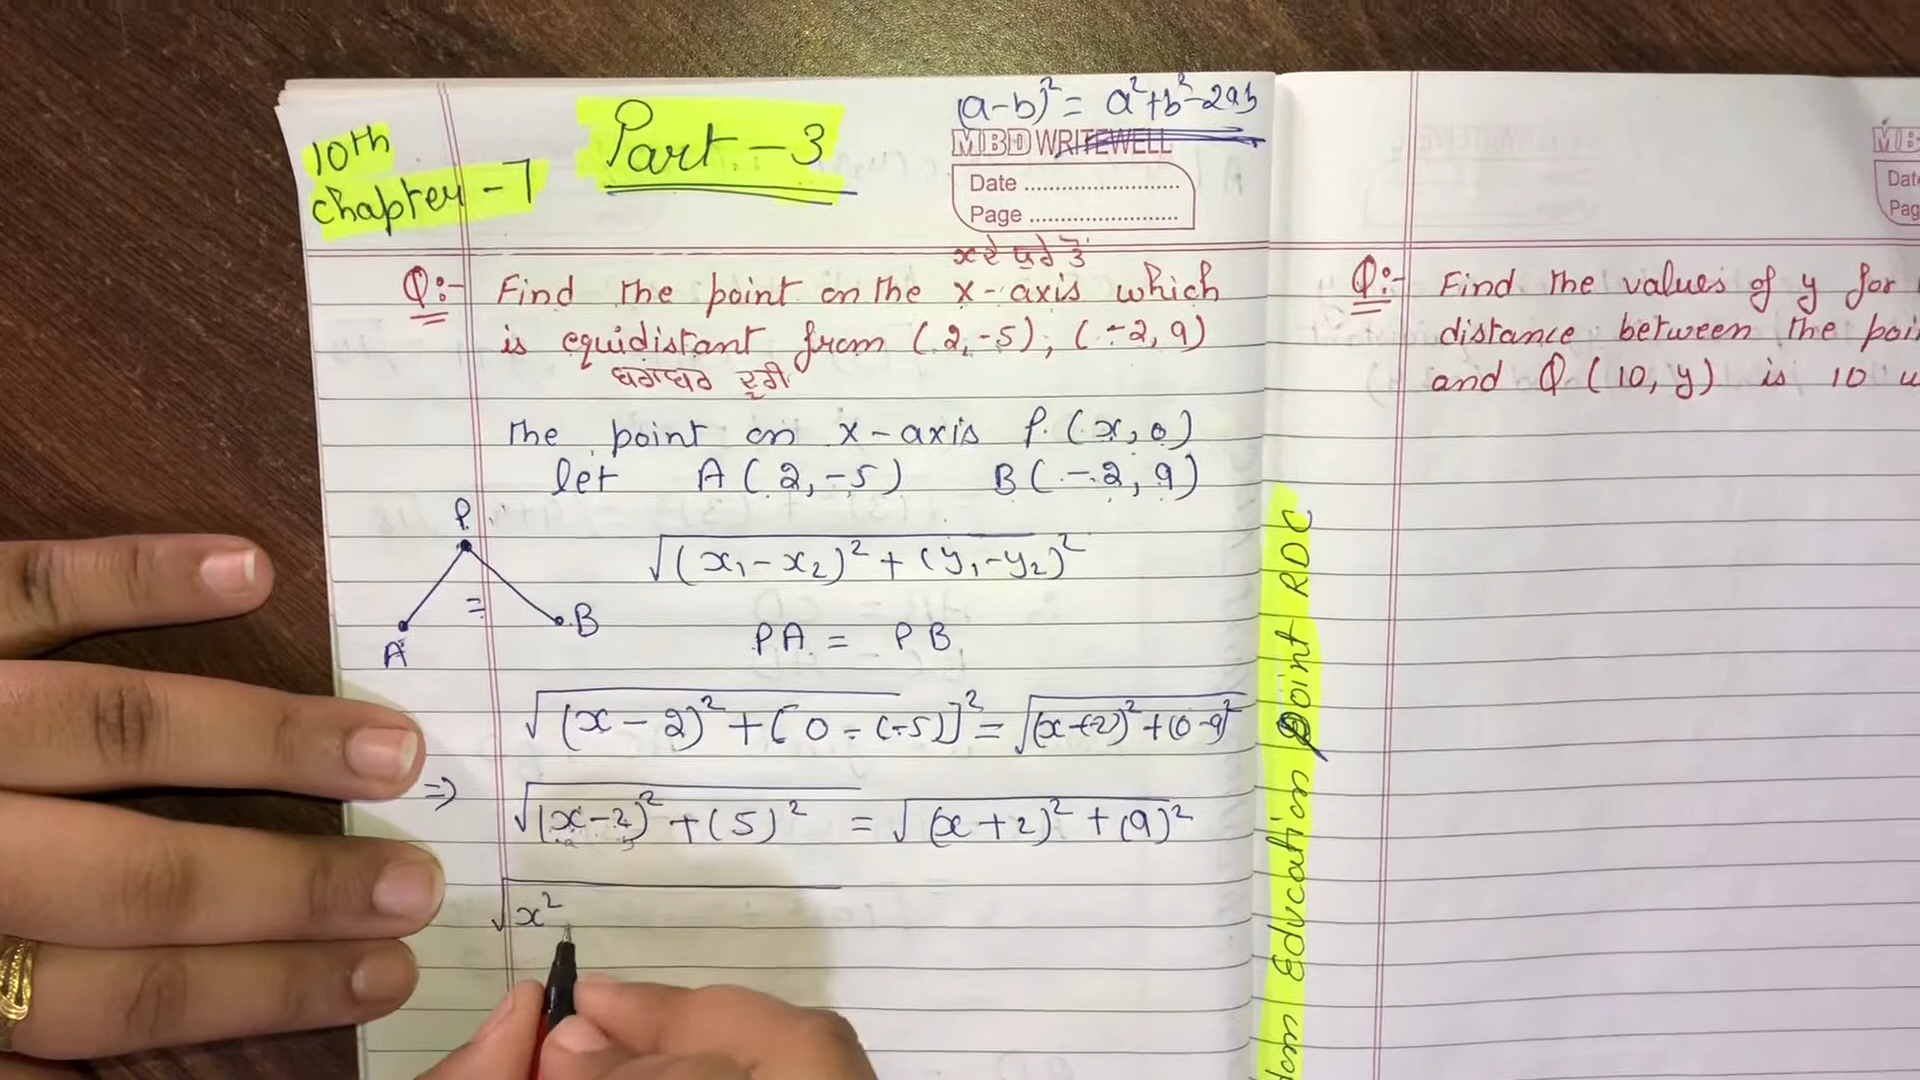 (a-b)² = a²+b²-2ab
10th
Chapter-7
Part-3
MBD WRITEWELL
Date
Page
Q:- Find the point on the x-axis which
is equidistant from (2,-5), (-2,9)
ਬਰਾਬਰ ਦੂਰੀ
The point on x-axis P(x,0)
let A(2,-5) B(-2,9)
P
A
B
=
√(x₁-x₂)²+(y₁-y₂)²
PA = PB
√(x-2)²+[0-(-5)]² = √(x+2)²+(0-9)²
⇒ √(x-2)²+(5)² = √(x+2)²+(9)²
a b
√x²
Education Point RDC
MB
Date
Pag
Q:- Find the values of y for
distance between the poi
and Q(10,y) is 10 u